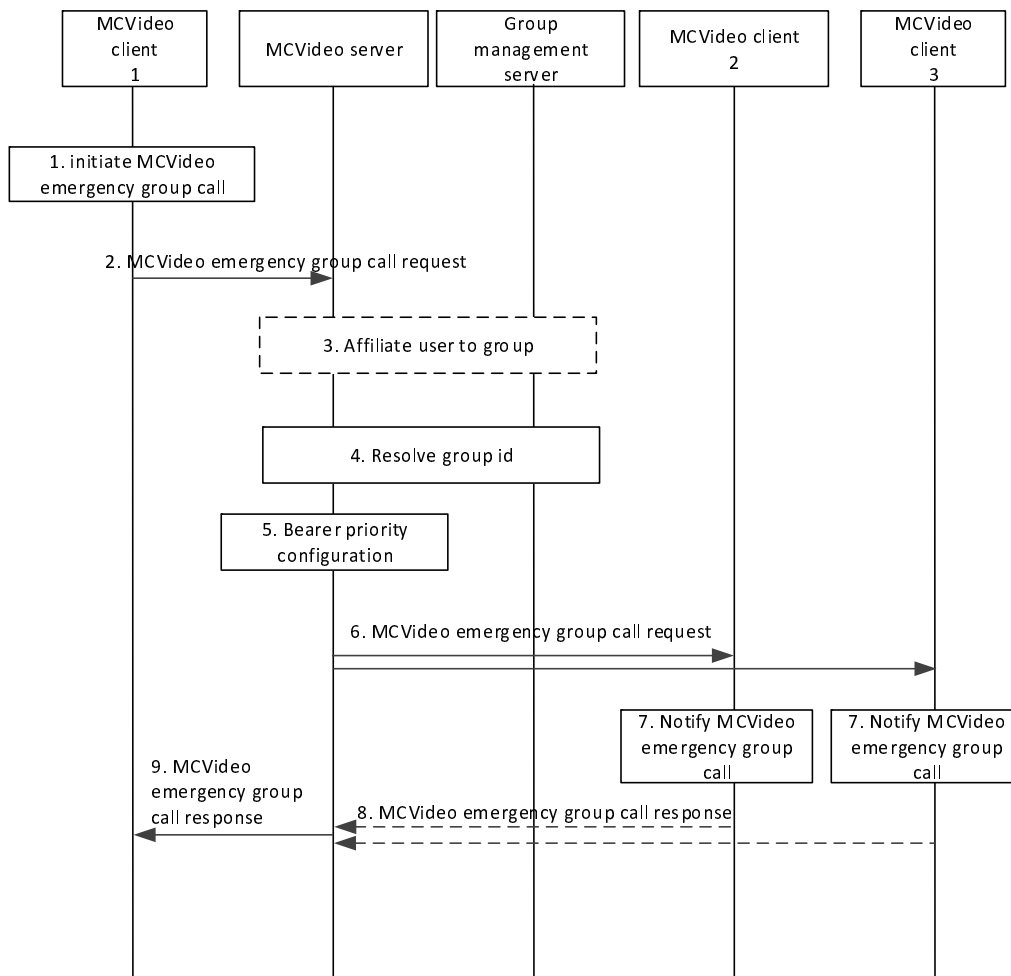 MCVideo
client
1
MCVideo server
Group
management
server
MCVideo client
2
MCVideo
client
3
1. initiate MCVideo
emergency group call
2. MCVideo emergency group call request
3. Affiliate user to group
4. Resolve group id
5. Bearer priority
configuration
6. MCVideo emergency group call request
7. Notify MCVideo
emergency group
call
7. Notify MCVideo
emergency group
call
9. MCVideo
emergency group
call response
8. MCVideo emergency group call response